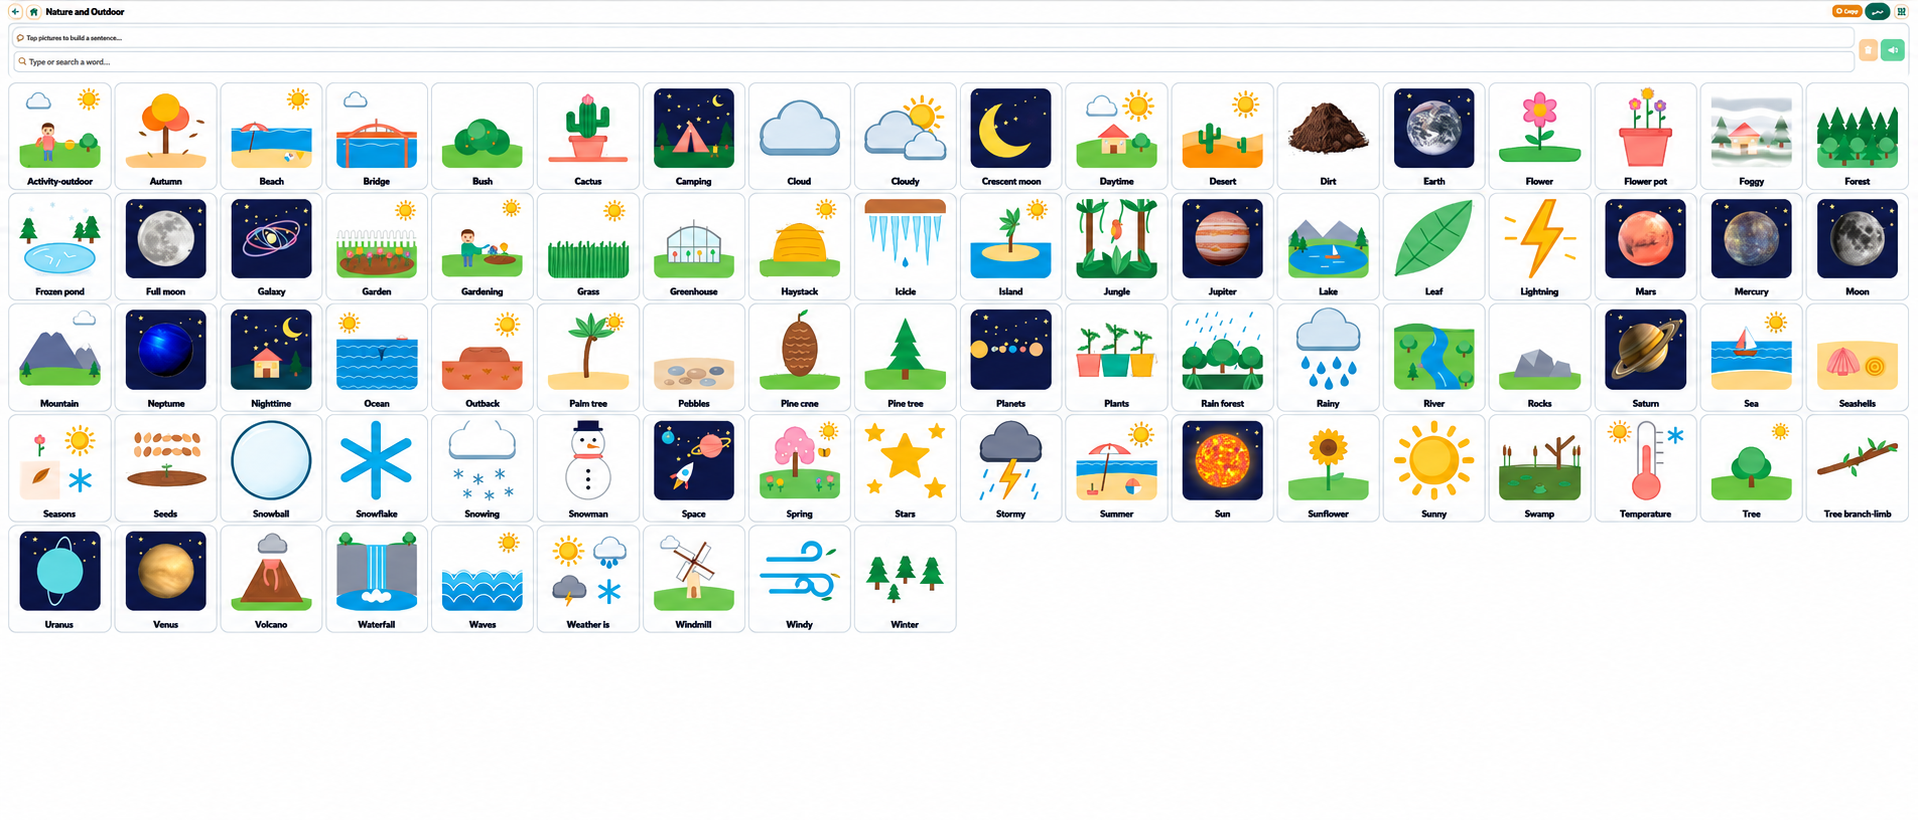 Nature and Outdoor
Copy
Tap pictures to build a sentence...
Type or search a word...
Activity-outdoor
Autumn
Beach
Bridge
Bush
Cactus
Camping
Cloud
Cloudy
Crescent moon
Daytime
Desert
Dirt
Earth
Flower
Flower pot
Foggy
Forest
Frozen pond
Full moon
Galaxy
Garden
Gardening
Grass
Greenhouse
Haystack
Icicle
Island
Jungle
Jupiter
Lake
Leaf
Lightning
Mars
Mercury
Moon
Mountain
Neptume
Nighttime
Ocean
Outback
Palm tree
Pebbles
Pine crne
Pine tree
Planets
Plants
Rain forest
Rainy
River
Rocks
Saturn
Sea
Seashells
Seasons
Seeds
Snowball
Snowflake
Snowing
Snowman
Space
Spring
Stars
Stormy
Summer
Sun
Sunflower
Sunny
Swamp
Temperature
Tree
Tree branch-limb
Uranus
Venus
Volcano
Waterfall
Waves
Weather is
Windmill
Windy
Winter